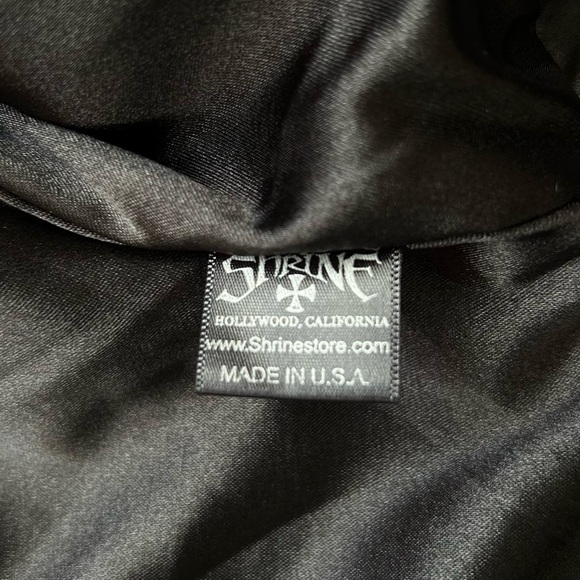 SHRINE
HOLLYWOOD, CALIFORNIA
www.Shrinestore.com
MADE IN U.S.A.